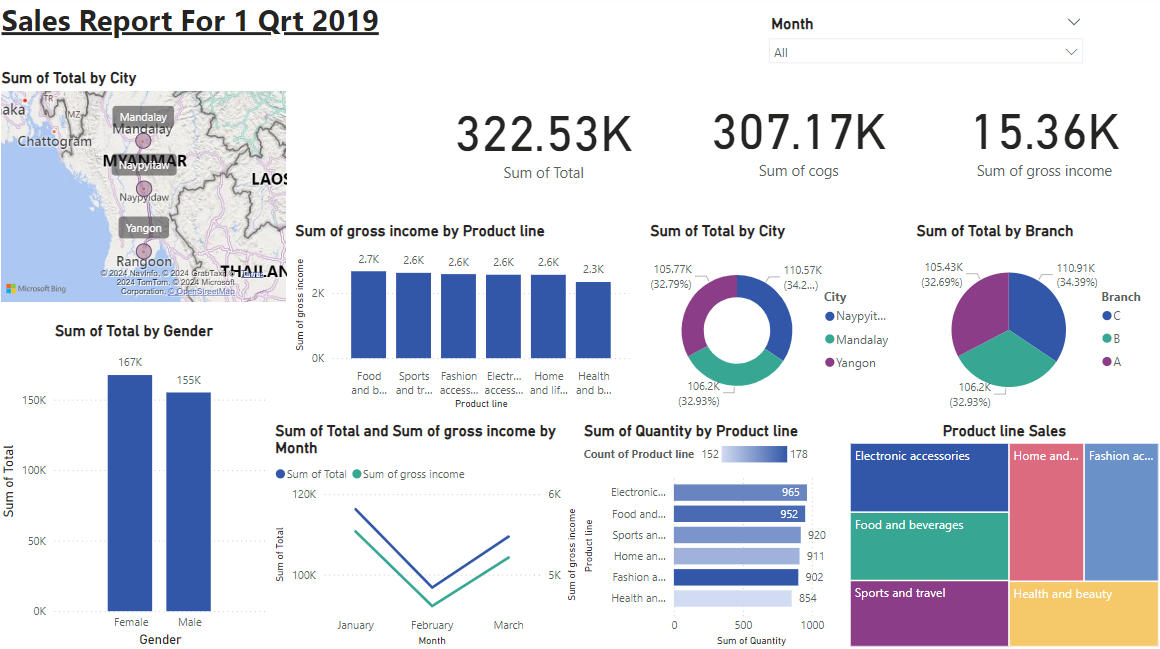 Sales Report For 1 Qrt 2019
Month
All
Sum of Total by City
aka
TR
MZ
Chattogram
Mandalay
Mandalay
MYANMAR
Naypyitaw
Naypyidaw
LAOS
Yangon
Rangoon
THAILAN
© 2024 NavInfo, © 2024 GrabTaxi, ©
2024 TomTom, © 2024 Microsoft
Corporation, © OpenStreetMap
Microsoft Bing
322.53K
Sum of Total
307.17K
Sum of cogs
15.36K
Sum of gross income
Sum of gross income by Product line
Sum of gross income
2K
0K
2.7K
2.6K
2.6K
2.6K
2.6K
2.3K
Food
and b...
Sports
and tr...
Fashion
access...
Electr...
access...
Home
and lif...
Health
and b...
Product line
Sum of Total by City
105.77K
(32.79%)
110.57K
(34.2...)
106.2K
(32.93%)
City
Naypyit...
Mandalay
Yangon
Sum of Total by Branch
105.43K
(32.69%)
110.91K
(34.39%)
106.2K
(32.93%)
Branch
C
B
A
Sum of Total by Gender
Sum of Total
150K
100K
50K
0K
167K
155K
Female
Male
Gender
Sum of Total and Sum of gross income by
Month
Sum of Total
Sum of gross income
Sum of Total
120K
100K
6K
5K
Sum of gross income
January
February
March
Month
Sum of Quantity by Product line
Count of Product line
152
178
Product line
Electronic...
965
Food and...
952
Sports an...
920
Home an...
911
Fashion a...
902
Health an...
854
0
500
1000
Sum of Quantity
Product line Sales
Electronic accessories
Home and...
Fashion ac...
Food and beverages
Sports and travel
Health and beauty